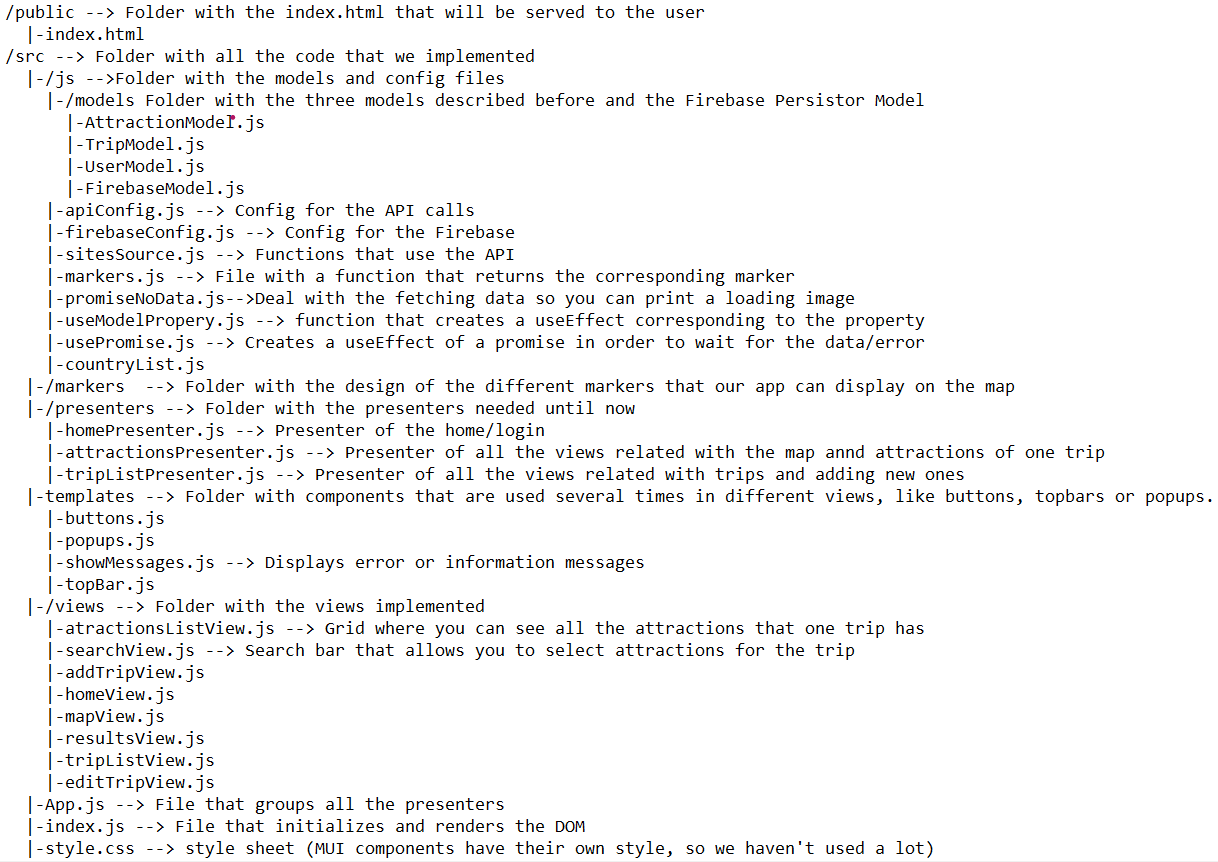 /public --> Folder with the index.html that will be served to the user
  |-index.html
/src --> Folder with all the code that we implemented
  |-/js -->Folder with the models and config files
    |-/models Folder with the three models described before and the Firebase Persistor Model
      |-AttractionModel.js
      |-TripModel.js
      |-UserModel.js
      |-FirebaseModel.js
    |-apiConfig.js --> Config for the API calls
    |-firebaseConfig.js --> Config for the Firebase
    |-sitesSource.js --> Functions that use the API
    |-markers.js --> File with a function that returns the corresponding marker
    |-promiseNoData.js-->Deal with the fetching data so you can print a loading image
    |-useModelPropery.js --> function that creates a useEffect corresponding to the property
    |-usePromise.js --> Creates a useEffect of a promise in order to wait for the data/error
    |-countryList.js
  |-/markers  --> Folder with the design of the different markers that our app can display on the map
  |-/presenters --> Folder with the presenters needed until now
    |-homePresenter.js --> Presenter of the home/login
    |-attractionsPresenter.js --> Presenter of all the views related with the map annd attractions of one trip
    |-tripListPresenter.js --> Presenter of all the views related with trips and adding new ones
  |-templates --> Folder with components that are used several times in different views, like buttons, topbars or popups.
    |-buttons.js
    |-popups.js
    |-showMessages.js --> Displays error or information messages
    |-topBar.js
  |-/views --> Folder with the views implemented
    |-atractionsListView.js --> Grid where you can see all the attractions that one trip has
    |-searchView.js --> Search bar that allows you to select attractions for the trip
    |-addTripView.js
    |-homeView.js
    |-mapView.js
    |-resultsView.js
    |-tripListView.js
    |-editTripView.js
  |-App.js --> File that groups all the presenters
  |-index.js --> File that initializes and renders the DOM
  |-style.css --> style sheet (MUI components have their own style, so we haven't used a lot)